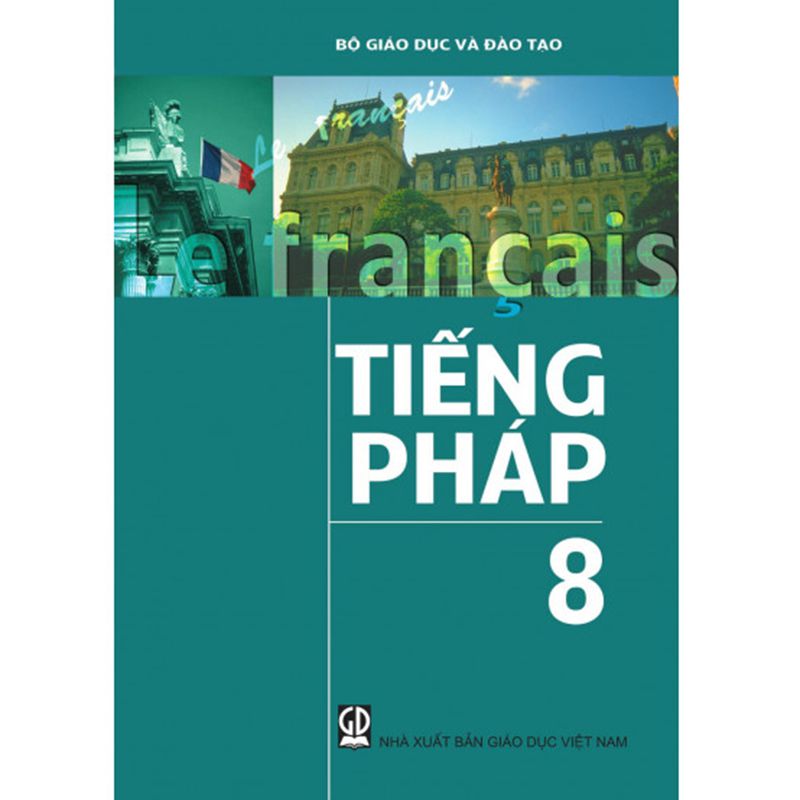 BỘ GIÁO DỤC VÀ ĐÀO TẠO
Le français
Le français
TIẾNG
PHÁP
8
GD
NHÀ XUẤT BẢN GIÁO DỤC VIỆT NAM